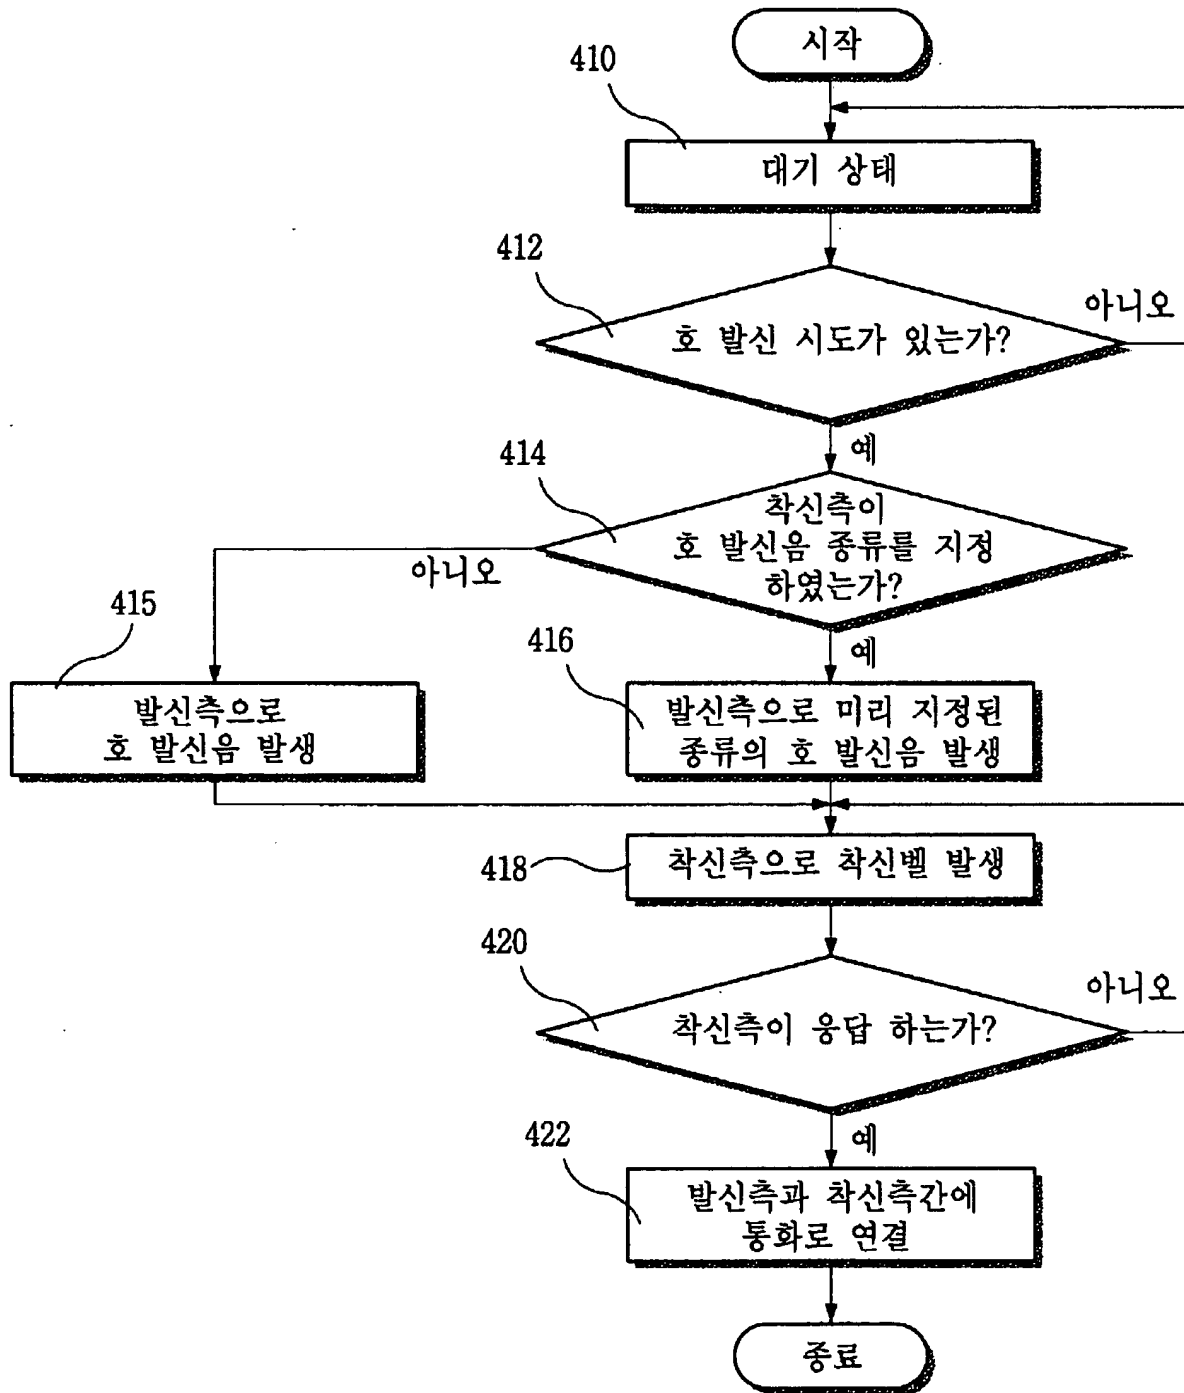 시작
410
대기 상태
412
호 발신 시도가 있는가?
아니오
예
414
착신측이
호 발신음 종류를 지정
하였는가?
아니오
예
415
발신측으로
호 발신음 발생
416
발신측으로 미리 지정된
종류의 호 발신음 발생
418
착신측으로 착신벨 발생
420
착신측이 응답 하는가?
아니오
예
422
발신측과 착신측간에
통화로 연결
종료